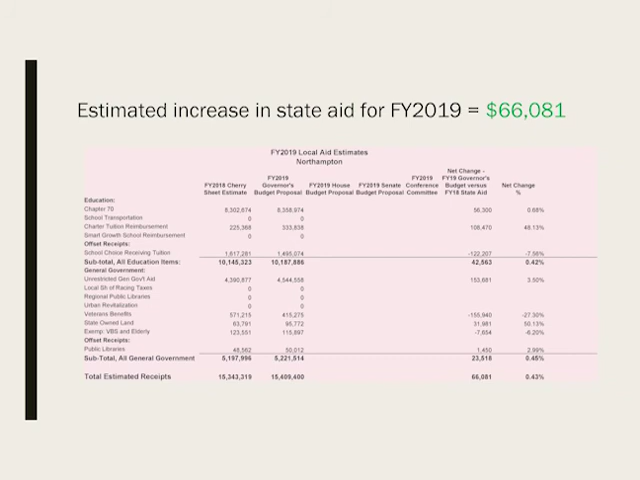 Estimated increase in state aid for FY2019 = $66,081
FY2019 Local Aid Estimates
Northampton
FY2018 Cherry Sheet Estimate FY2019 Governor's Budget Proposal FY2019 House Budget Proposal FY2019 Senate Budget Proposal FY2019 Conference Committee Net Change - FY19 Governor's Budget versus FY18 State Aid Net Change %
Education:
Chapter 70 8,302,674 8,358,974 56,300 0.68%
School Transportation 0 0
Charter Tuition Reimbursement 225,368 333,838 108,470 48.13%
Smart Growth School Reimbursement 0 0
Offset Receipts:
School Choice Receiving Tuition 1,617,281 1,495,074 -122,207 -7.56%
Sub-total, All Education Items: 10,145,323 10,187,886 42,563 0.42%
General Government:
Unrestricted Gen Gov't Aid 4,390,877 4,544,558 153,681 3.50%
Local Sh of Racing Taxes 0 0
Regional Public Libraries 0 0
Urban Revitalization 0 0
Veterans Benefits 571,215 415,275 -155,940 -27.30%
State Owned Land 63,791 95,772 31,981 50.13%
Exemp: VBS and Elderly 123,551 115,897 -7,654 -6.20%
Offset Receipts:
Public Libraries 48,562 50,012 1,450 2.99%
Sub-Total, All General Government 5,197,996 5,221,514 23,518 0.45%
Total Estimated Receipts 15,343,319 15,409,400 66,081 0.43%